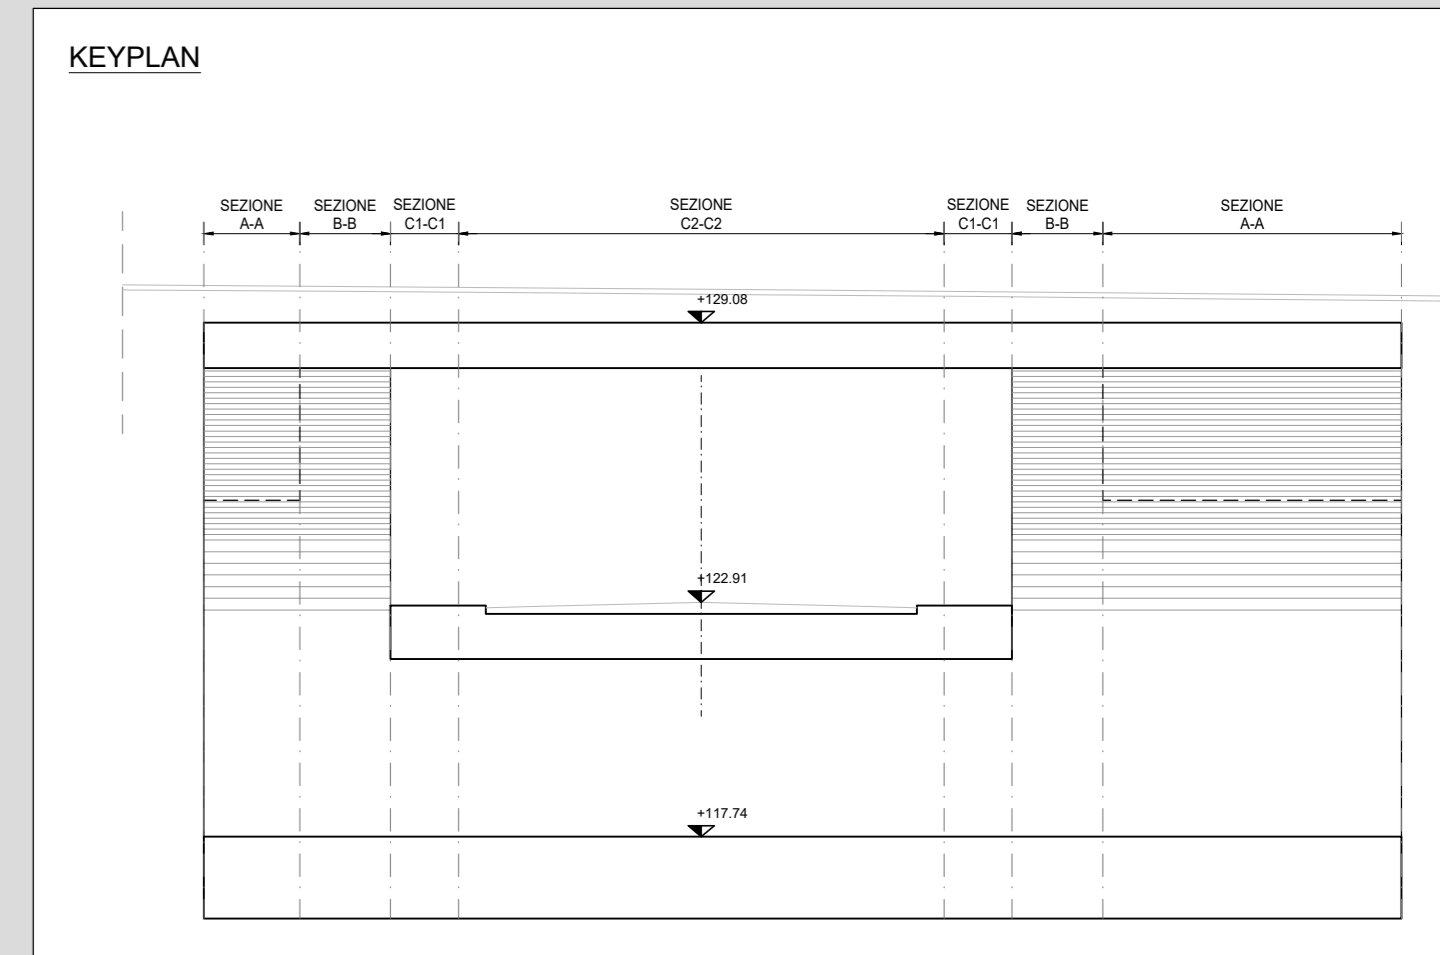 KEYPLAN
SEZIONE
A-A
SEZIONE
B-B
SEZIONE
C1-C1
SEZIONE
C2-C2
SEZIONE
C1-C1
SEZIONE
B-B
SEZIONE
A-A
+129.08
+122.91
+117.74